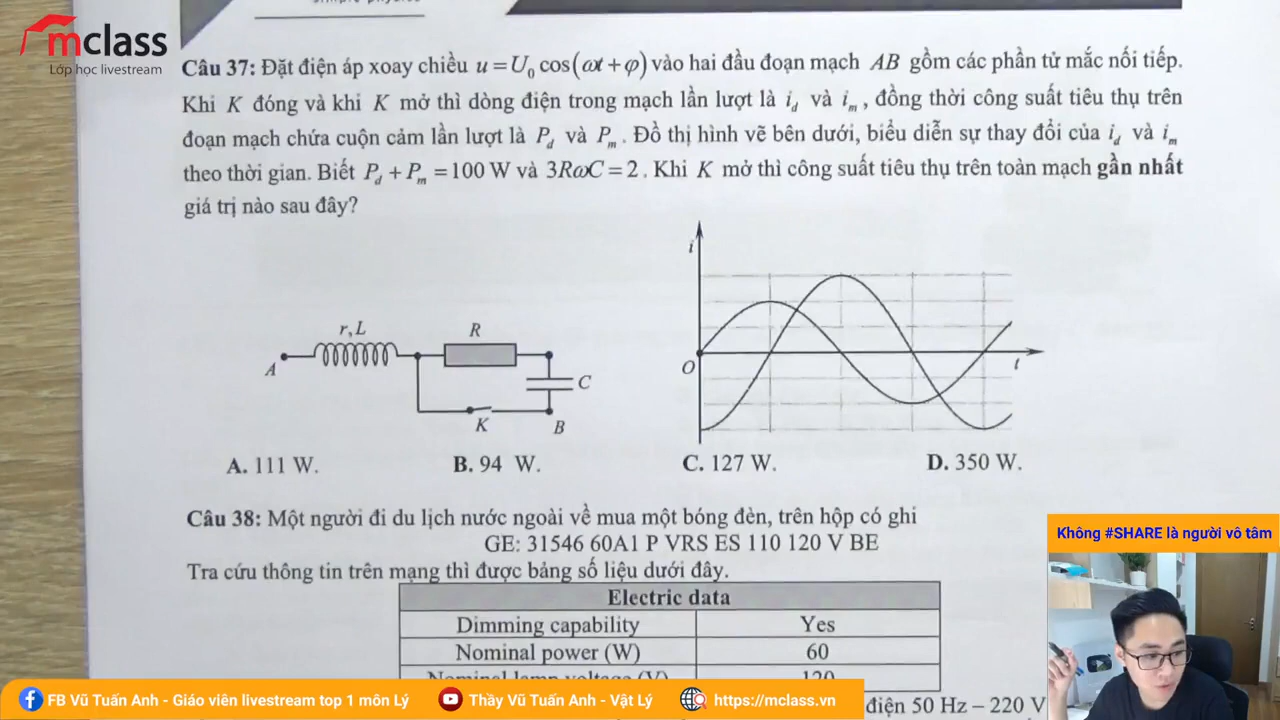 mclass
Lớp học livestream
Câu 37: Đặt điện áp xoay chiều u = U₀ cos(ωt + φ) vào hai đầu đoạn mạch AB gồm các phần tử mắc nối tiếp.
Khi K đóng và khi K mở thì dòng điện trong mạch lần lượt là i_d và i_m, đồng thời công suất tiêu thụ trên
đoạn mạch chứa cuộn cảm lần lượt là P_d và P_m. Đồ thị hình vẽ bên dưới, biểu diễn sự thay đổi của i_d và i_m
theo thời gian. Biết P_d + P_m = 100 W và 3RωC = 2. Khi K mở thì công suất tiêu thụ trên toàn mạch gần nhất
giá trị nào sau đây?
r, L
R
A
C
K
B
i
O
t
A. 111 W.
B. 94 W.
C. 127 W.
D. 350 W.
Câu 38: Một người đi du lịch nước ngoài về mua một bóng đèn, trên hộp có ghi
GE: 31546 60A1 P VRS ES 110 120 V BE
Tra cứu thông tin trên mạng thì được bảng số liệu dưới đây.
Electric data
Dimming capability Yes
Nominal power (W) 60
Nominal lamp voltage (V) 120
điện 50 Hz – 220 V
Không #SHARE là người vô tâm
FB Vũ Tuấn Anh - Giáo viên livestream top 1 môn Lý
Thầy Vũ Tuấn Anh - Vật Lý
https://mclass.vn